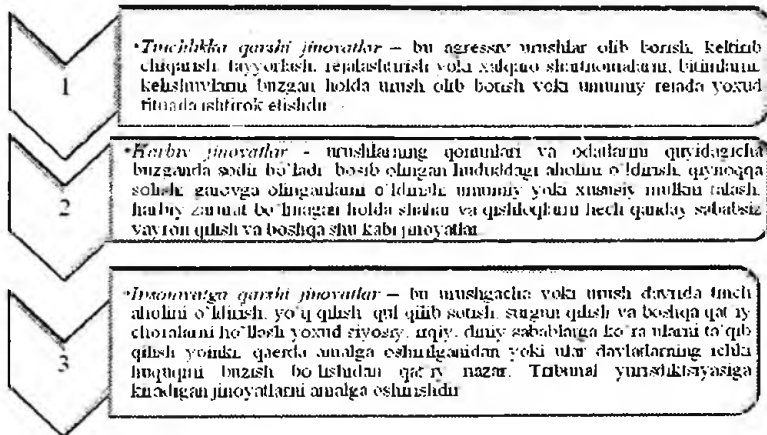 1
•Tinchlikka qarshi jinoyatlar – bu agressiv urushlar olib borish, keltirib
chiqarish, tayyorlash, rejalashtirish yoki xalqaro shartnomalarni, bitimlarni,
kelishuvlarni buzgan holda urush olib borish yoki umumiy rejada yoxud
fitnada ishtirok etishdir
2
•Harbiy jinoyatlar - urushlarning qonunlari va odatlarini quyidagicha
buzganda sodir bo'ladi: bosib olingan hududdagi aholini o'ldirish, qiynoqqa
solish, garovga olinganlarni o'ldirish, umumiy yoki xususiy mulkni talash,
harbiy zarurat bo'lmagan holda shahar va qishloqlarni hech qanday sababsiz
vayron qilish va boshqa shu kabi jinoyatlar
3
•Insoniyatga qarshi jinoyatlar – bu urushgacha yoki urush davrida tinch
aholini o'ldirish, yo'q qilish, qul qilib sotish, surgun qilish va boshqa qat'iy
choralarni qo'llash yoxud siyosiy, irqiy, diniy sabablarga ko'ra ularni ta'qib
qilish yoinki, qaerda amalga oshirilganidan yoki ular davlatlarning ichki
huquqini buzish bo'lishidan qat'iy nazar, Tribunal yurisdiktsiyasiga
kiradigan jinoyatlarni amalga oshirishdir